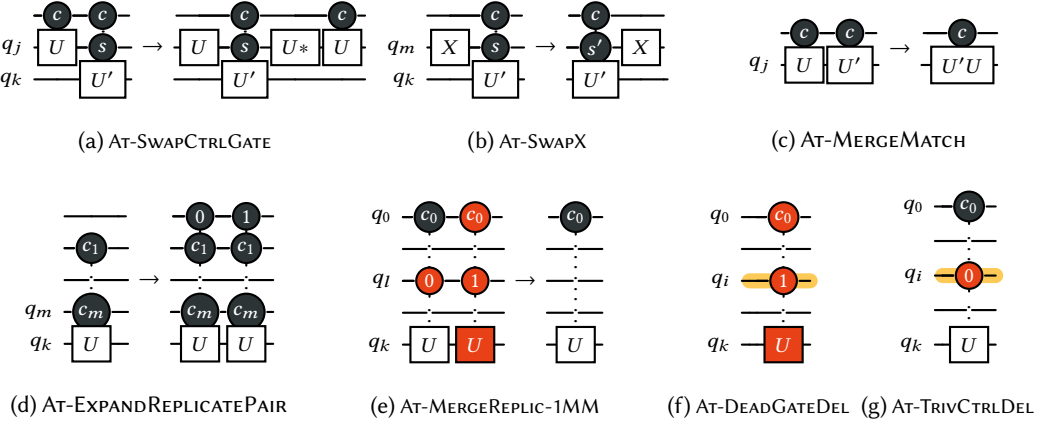 c c c c c c c c c
q_j U s → U s U* U q_m X s → s′ X q_j U U′ → U′U
q_k U′ U′ q_k U′ U′
(a) At-SwapCtrlGate (b) At-SwapX (c) At-MergeMatch
0 1 q_0 c_0 c_0 c_0 q_0 c_0 q_0 c_0
c_1 c_1 c_1
→ q_l 0 1 → q_i 1 q_i 0
q_m c_m c_m c_m
q_k U U U q_k U U U q_k U q_k U
(d) At-ExpandReplicatePair (e) At-MergeReplic-1MM (f) At-DeadGateDel (g) At-TrivCtrlDel